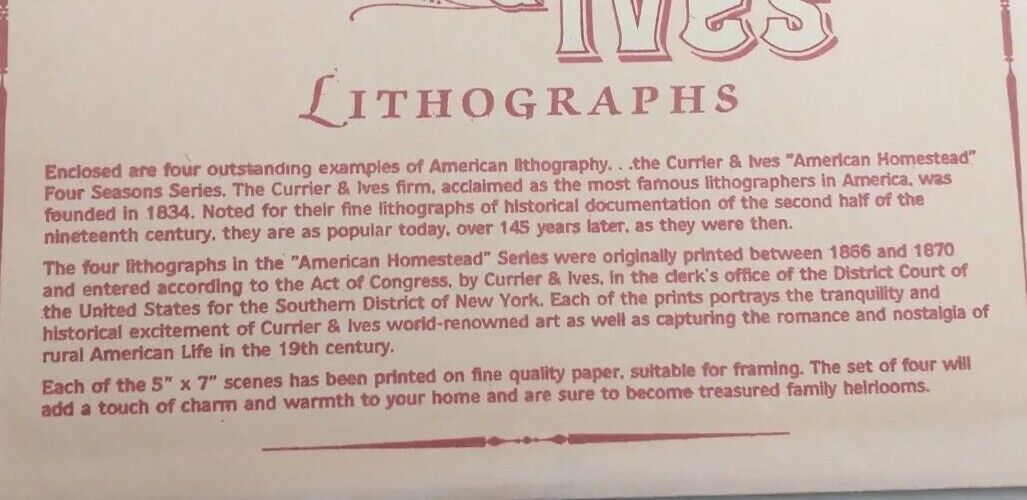 Ives
LITHOGRAPHS
Enclosed are four outstanding examples of American lithography. . .the Currier & Ives "American Homestead"
Four Seasons Series. The Currier & Ives firm, acclaimed as the most famous lithographers in America, was
founded in 1834. Noted for their fine lithographs of historical documentation of the second half of the
nineteenth century, they are as popular today, over 145 years later, as they were then.
The four lithographs in the "American Homestead" Series were originally printed between 1866 and 1870
and entered according to the Act of Congress, by Currier & Ives, in the clerk's office of the District Court of
the United States for the Southern District of New York. Each of the prints portrays the tranquility and
historical excitement of Currier & Ives world-renowned art as well as capturing the romance and nostalgia of
rural American Life in the 19th century.
Each of the 5" x 7" scenes has been printed on fine quality paper, suitable for framing. The set of four will
add a touch of charm and warmth to your home and are sure to become treasured family heirlooms.